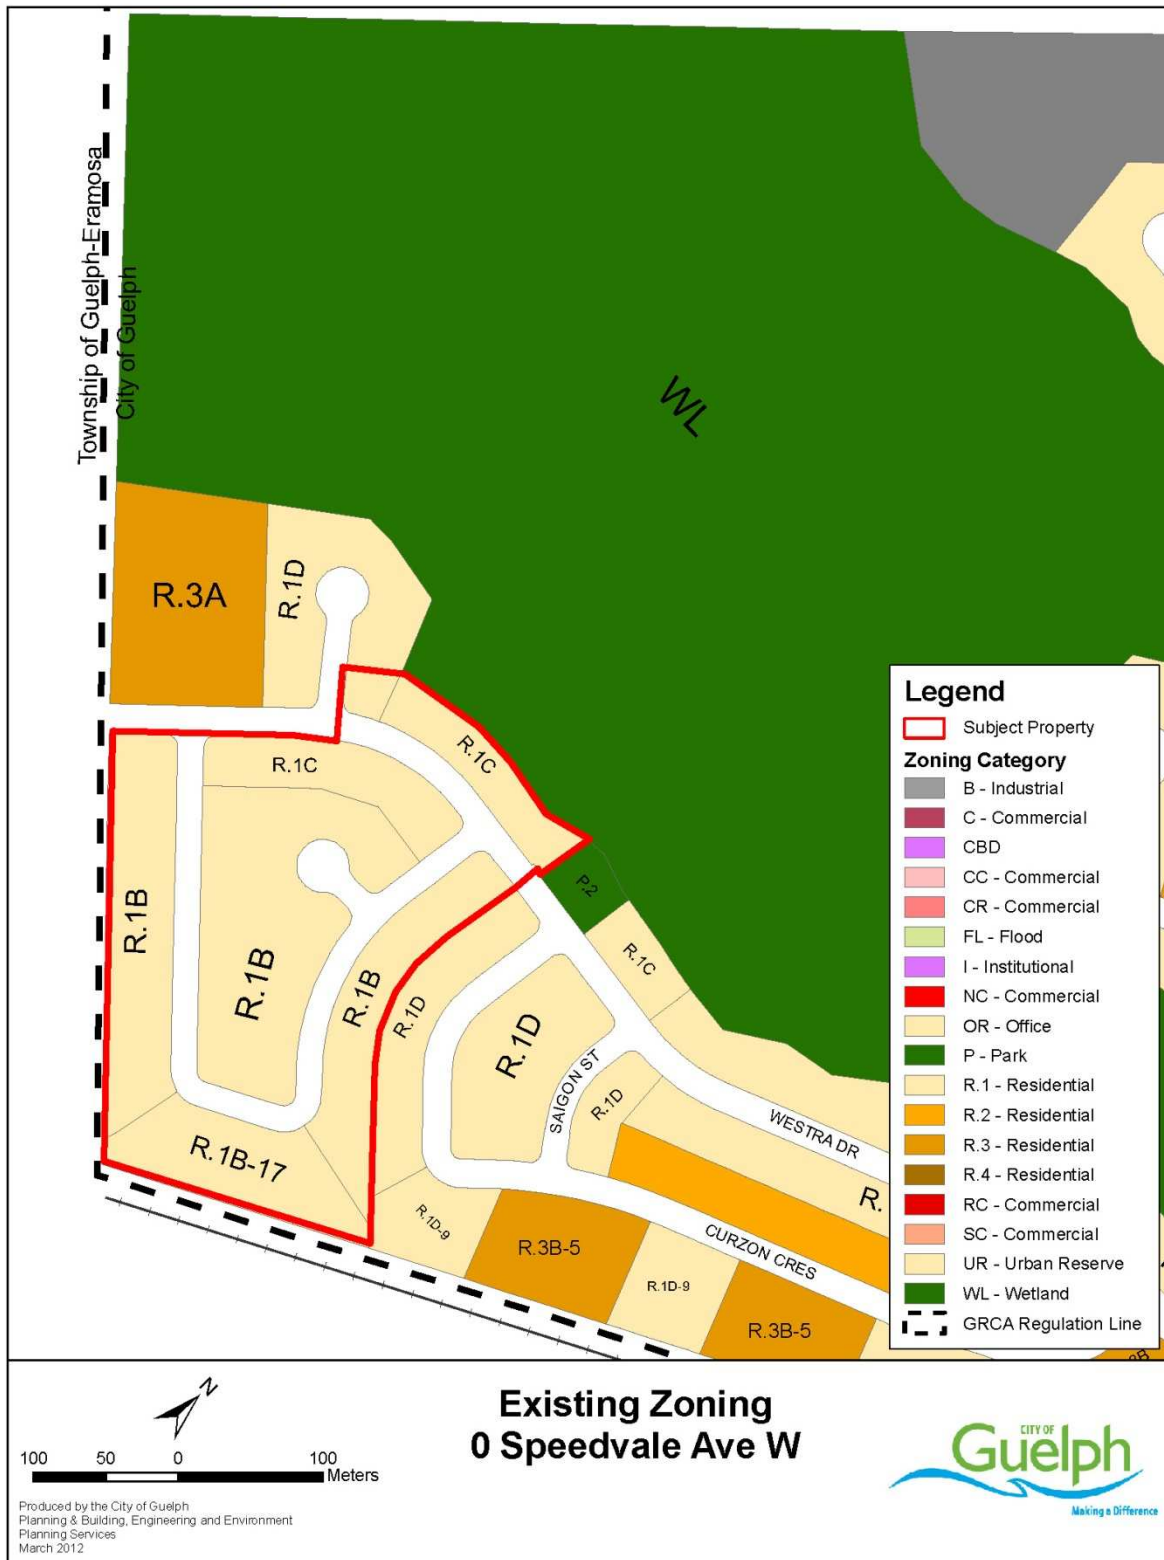 Township of Guelph-Eramosa
City of Guelph
WL
R.3A
R.1D
R.1C
R.1C
R.1B
R.1B
R.1B
R.1D
R.1D
P.2
R.1C
SAIGON ST
R.1D
WESTRA DR
R.
R.1B-17
R.1D-9
R.3B-5
CURZON CRES
R.1D-9
R.3B-5
Legend
Subject Property
Zoning Category
B - Industrial
C - Commercial
CBD
CC - Commercial
CR - Commercial
FL - Flood
I - Institutional
NC - Commercial
OR - Office
P - Park
R.1 - Residential
R.2 - Residential
R.3 - Residential
R.4 - Residential
RC - Commercial
SC - Commercial
UR - Urban Reserve
WL - Wetland
GRCA Regulation Line
N
100 50 0 100
Meters
Produced by the City of Guelph
Planning & Building, Engineering and Environment
Planning Services
March 2012
Existing Zoning
0 Speedvale Ave W
CITY OF
Guelph
Making a Difference